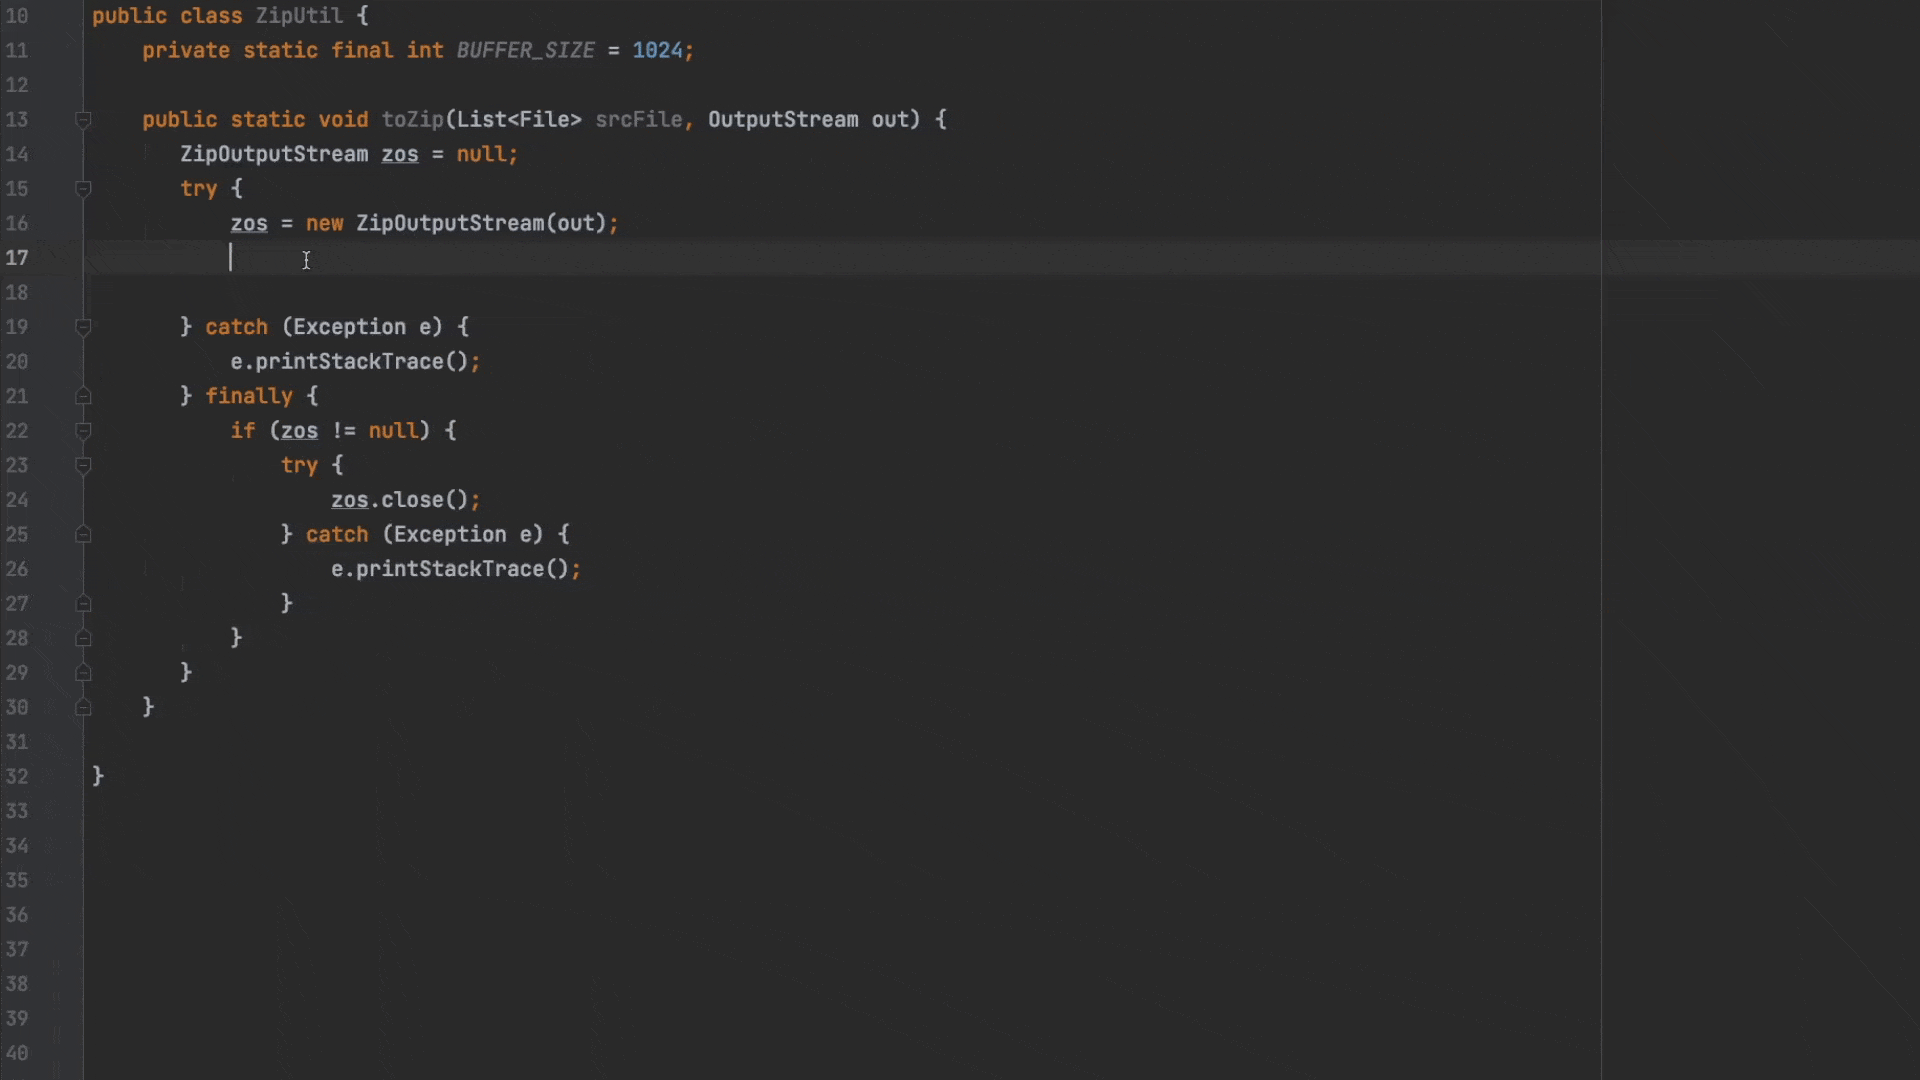 10 public class ZipUtil {
11 private static final int BUFFER_SIZE = 1024;
12
13 public static void toZip(List<File> srcFile, OutputStream out) {
14 ZipOutputStream zos = null;
15 try {
16 zos = new ZipOutputStream(out);
17
18
19 } catch (Exception e) {
20 e.printStackTrace();
21 } finally {
22 if (zos != null) {
23 try {
24 zos.close();
25 } catch (Exception e) {
26 e.printStackTrace();
27 }
28 }
29 }
30 }
31
32 }
33
34
35
36
37
38
39
40